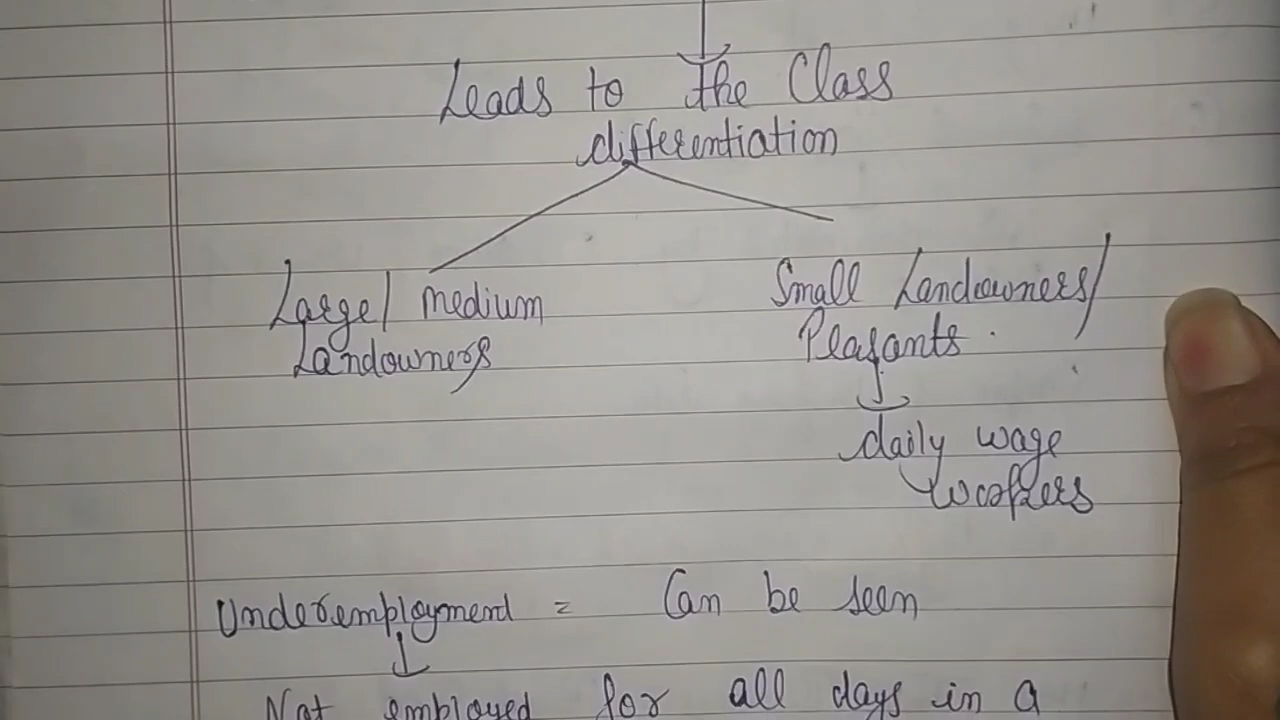 Leads to the Class
differentiation
Large/ medium
Landowners
Small Landowners/
Peasants.
daily wage
workers
Underemployment = Can be seen
Not employed for all days in a